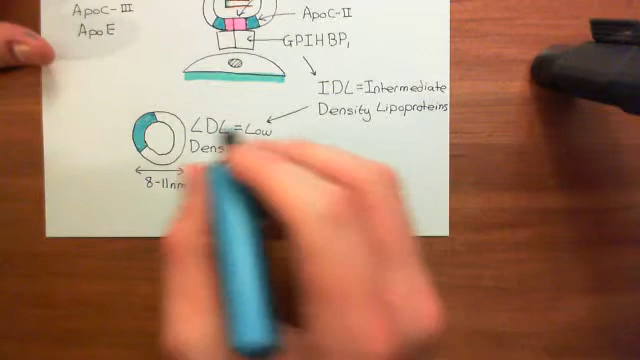 ApoC-III
ApoE
ApoC-II
GPIHBP₁
IDL=Intermediate
Density Lipoproteins
LDL=Low
Dens
8-11nm